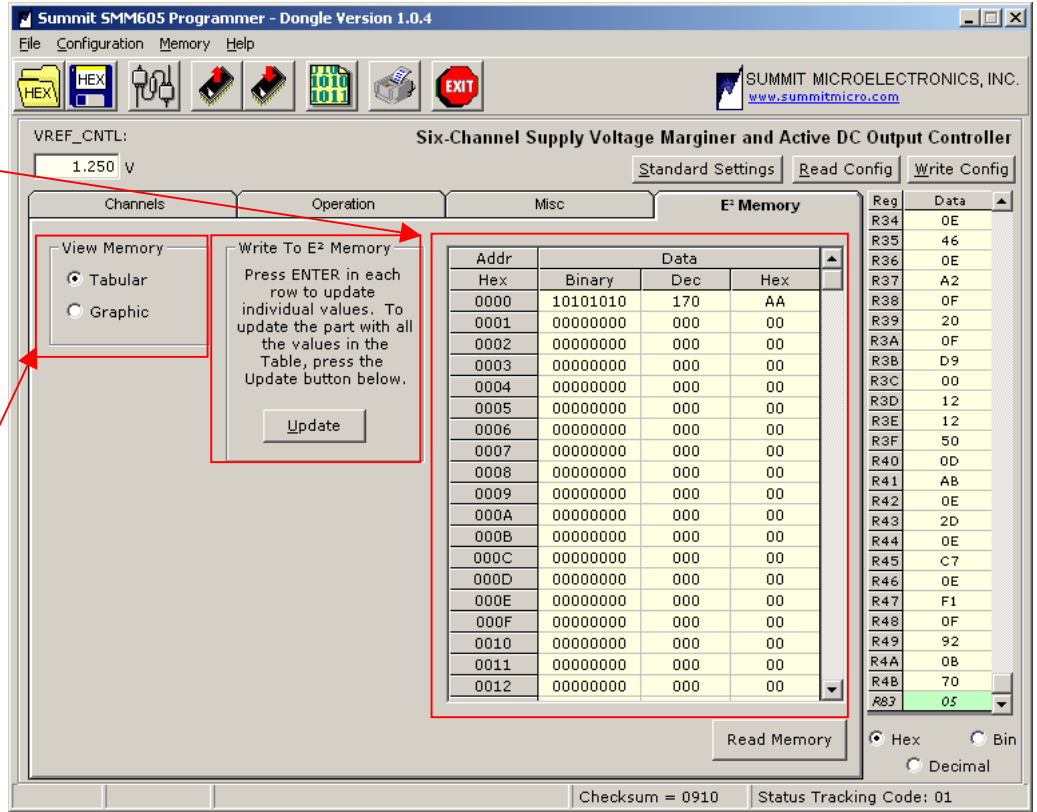 Summit SMM605 Programmer - Dongle Version 1.0.4
File Configuration Memory Help
HEX HEX 1010 1011 EXIT
SUMMIT MICROELECTRONICS, INC.
www.summitmicro.com
VREF_CNTL:
Six-Channel Supply Voltage Marginer and Active DC Output Controller
1.250 V
Standard Settings Read Config Write Config
Channels Operation Misc E² Memory
View Memory
Tabular
Graphic
Write To E² Memory
Press ENTER in each
row to update
individual values. To
update the part with all
the values in the
Table, press the
Update button below.
Update
Addr Data
Hex Binary Dec Hex
0000 10101010 170 AA
0001 00000000 000 00
0002 00000000 000 00
0003 00000000 000 00
0004 00000000 000 00
0005 00000000 000 00
0006 00000000 000 00
0007 00000000 000 00
0008 00000000 000 00
0009 00000000 000 00
000A 00000000 000 00
000B 00000000 000 00
000C 00000000 000 00
000D 00000000 000 00
000E 00000000 000 00
000F 00000000 000 00
0010 00000000 000 00
0011 00000000 000 00
0012 00000000 000 00
Read Memory
Reg Data
R34 0E
R35 46
R36 0E
R37 A2
R38 0F
R39 20
R3A 0F
R3B D9
R3C 00
R3D 12
R3E 12
R3F 50
R40 0D
R41 AB
R42 0E
R43 2D
R44 0E
R45 C7
R46 0E
R47 F1
R48 0F
R49 92
R4A 0B
R4B 70
R83 05
Hex Bin
Decimal
Checksum = 0910 Status Tracking Code: 01